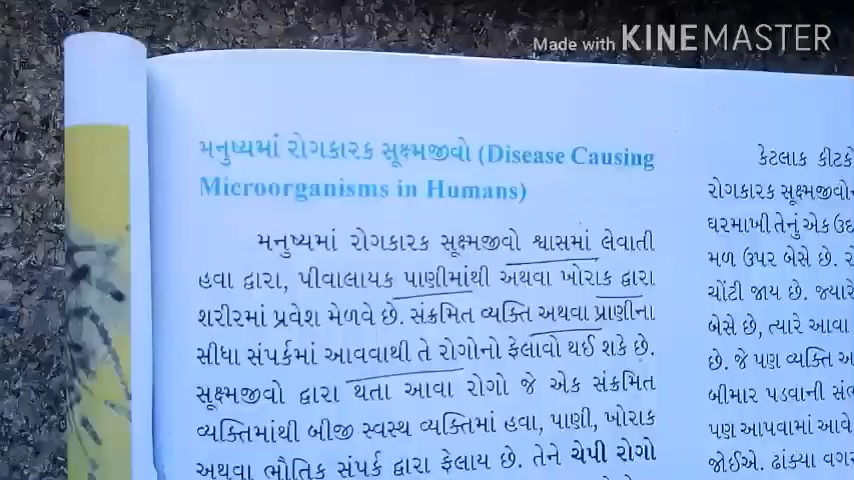 Made with KINEMASTER
મનુષ્યમાં રોગકારક સૂક્ષ્મજીવો (Disease Causing
Microorganisms in Humans)
મનુષ્યમાં રોગકારક સૂક્ષ્મજીવો શ્વાસમાં લેવાતી
હવા દ્વારા, પીવાલાયક પાણીમાંથી અથવા ખોરાક દ્વારા
શરીરમાં પ્રવેશ મેળવે છે. સંક્રમિત વ્યક્તિ અથવા પ્રાણીના
સીધા સંપર્કમાં આવવાથી તે રોગોનો ફેલાવો થઈ શકે છે.
સૂક્ષ્મજીવો દ્વારા થતા આવા રોગો જે એક સંક્રમિત
વ્યક્તિમાંથી બીજી સ્વસ્થ વ્યક્તિમાં હવા, પાણી, ખોરાક
અથવા ભૌતિક સંપર્ક દ્વારા ફેલાય છે. તેને ચેપી રોગો
કેટલાક કીટકો
રોગકારક સૂક્ષ્મજીવો
ઘરમાખી તેનું એક ઉદ
મળ ઉપર બેસે છે.
ચોંટી જાય છે. જ્યારે
બેસે છે, ત્યારે આવા
છે. જે પણ વ્યક્તિ
બીમાર પડવાની સં
પણ આપવામાં આવે
જોઈએ. ઢાંક્યા વગર